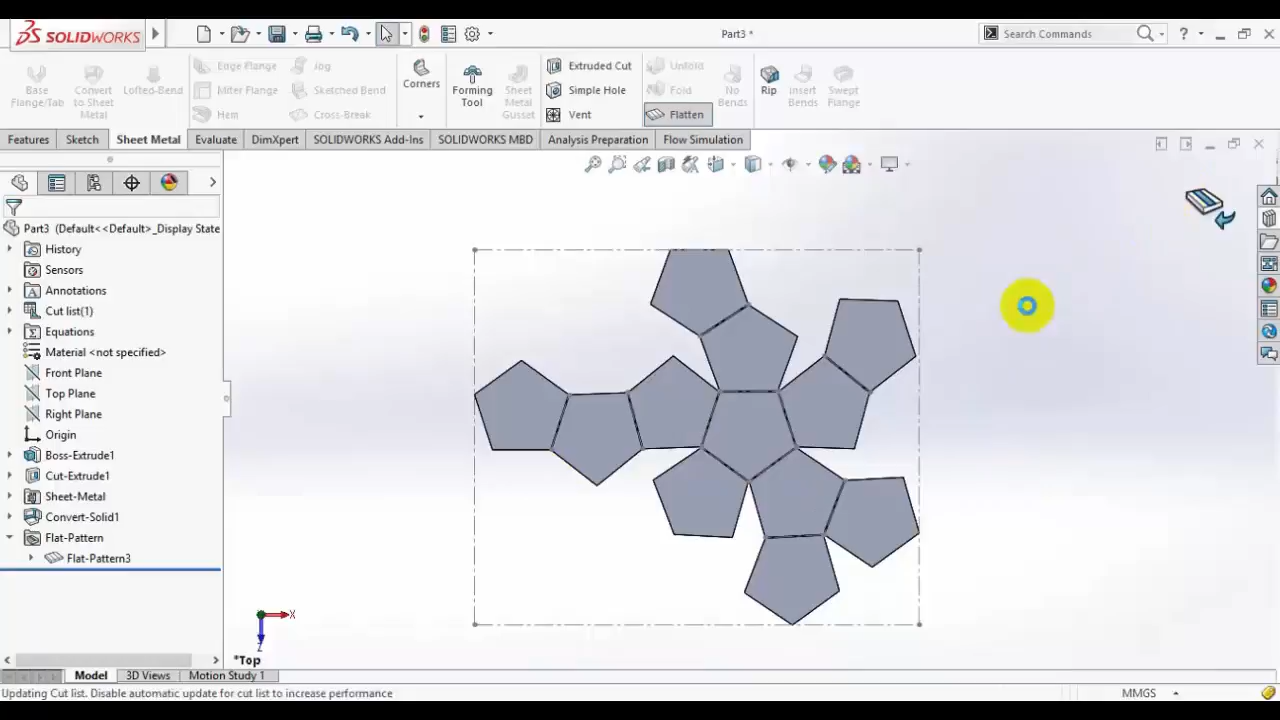 SOLIDWORKS
Part3 *
Search Commands
?
Base Flange/Tab
Convert to Sheet Metal
Lofted-Bend
Edge Flange
Miter Flange
Hem
Jog
Sketched Bend
Cross-Break
Corners
Forming Tool
Sheet Metal Gusset
Extruded Cut
Simple Hole
Vent
Unfold
Fold
Flatten
No Bends
Rip
Insert Bends
Swept Flange
Features
Sketch
Sheet Metal
Evaluate
DimXpert
SOLIDWORKS Add-Ins
SOLIDWORKS MBD
Analysis Preparation
Flow Simulation
Part3 (Default<<Default>_Display State
History
Sensors
Annotations
Cut list(1)
Equations
Material <not specified>
Front Plane
Top Plane
Right Plane
Origin
Boss-Extrude1
Cut-Extrude1
Sheet-Metal
Convert-Solid1
Flat-Pattern
Flat-Pattern3
X
Z
*Top
Model
3D Views
Motion Study 1
Updating Cut list. Disable automatic update for cut list to increase performance
MMGS